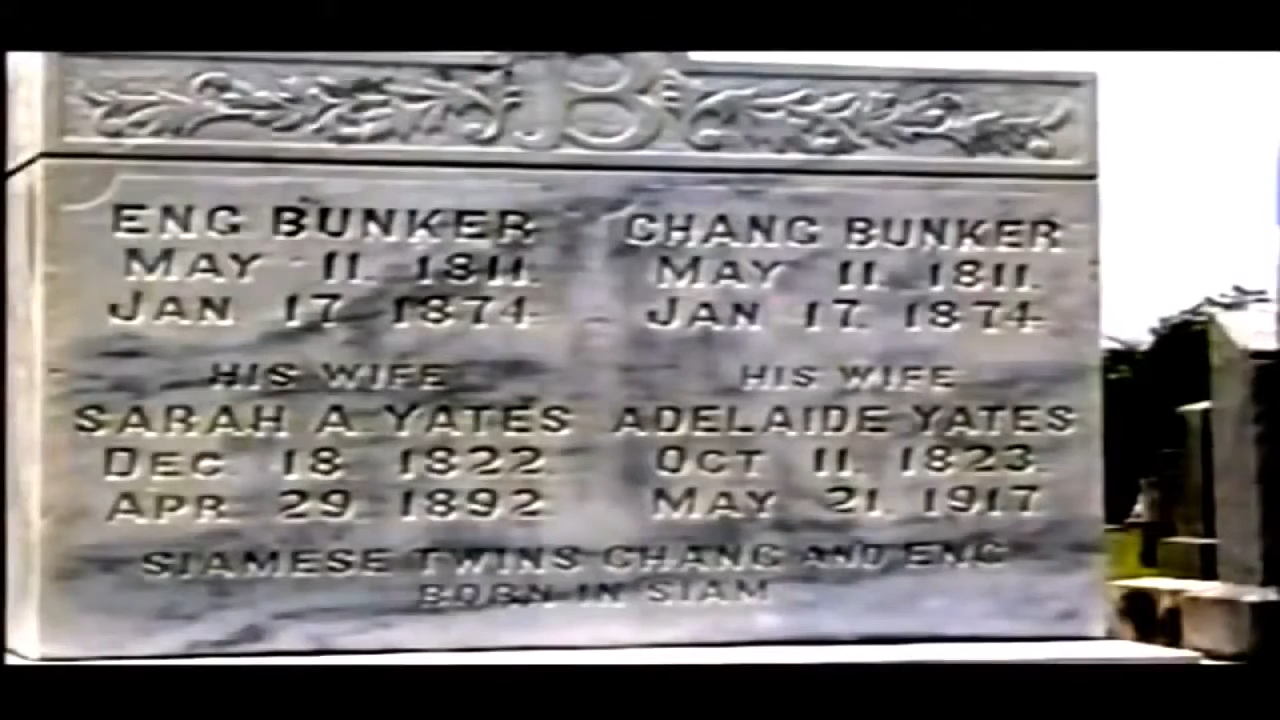 B
ENG BUNKER
MAY 11, 1811.
JAN 17. 1874
HIS WIFE
SARAH A YATES
DEC 18 1822
APR 29 1892
CHANG BUNKER
MAY 11. 1811.
JAN 17. 1874
HIS WIFE
ADELAIDE YATES
OCT 11. 1823.
MAY 21. 1917
SIAMESE TWINS CHANG AND ENG
BORN IN SIAM